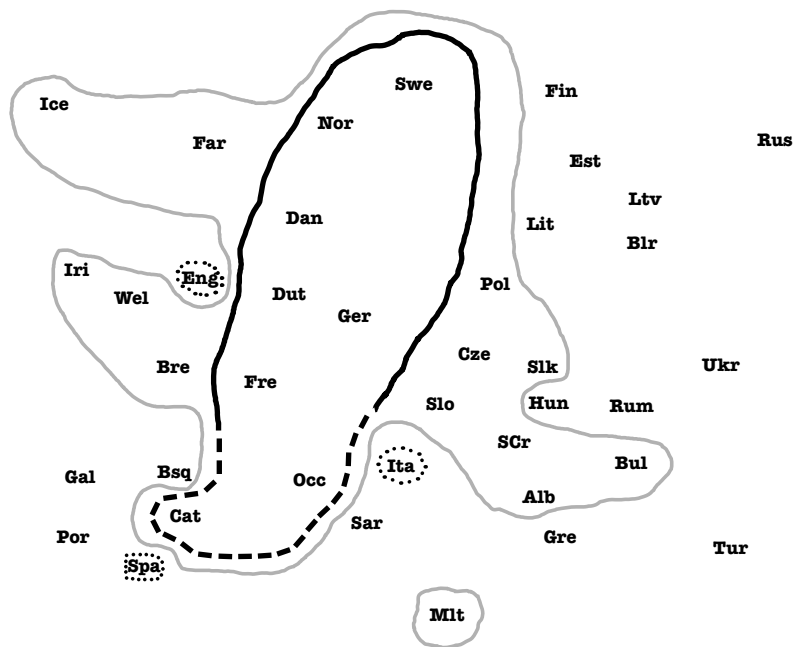 Swe
Fin
Ice
Nor
Far
Rus
Est
Ltv
Dan
Lit
Blr
Iri
Eng
Wel
Dut
Pol
Ger
Cze
Bre
Slk
Ukr
Fre
Slo
Hun
Rum
SCr
Ita
Bul
Gal
Bsq
Occ
Alb
Cat
Sar
Por
Gre
Tur
Spa
Mlt